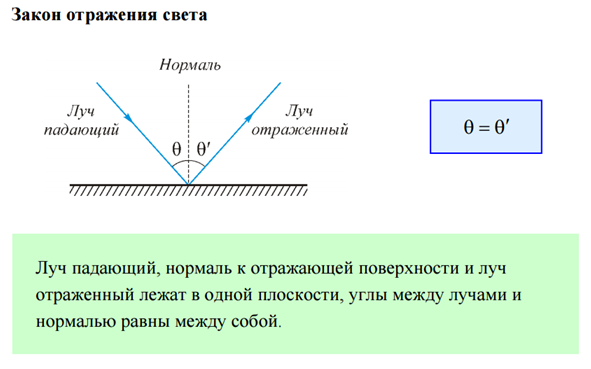 Закон отражения света
Нормаль
Луч
падающий
Луч
отраженный
θ θ′
θ = θ′
Луч падающий, нормаль к отражающей поверхности и луч
отраженный лежат в одной плоскости, углы между лучами и
нормалью равны между собой.